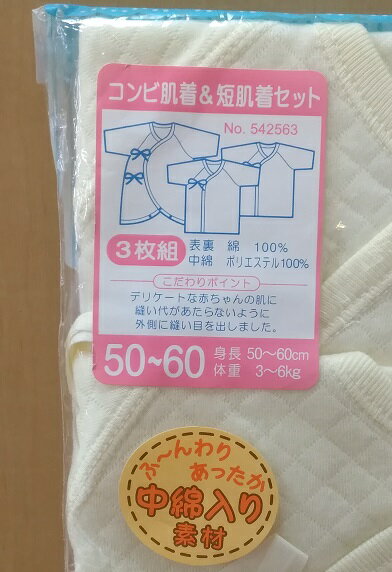 コンビ肌着&短肌着セット
No. 542563
3枚組
表裏 綿 100%
中綿 ポリエステル100%
こだわりポイント
デリケートな赤ちゃんの肌に
縫い代があたらないように
外側に縫い目を出しました。
50~60
身長 50~60cm
体重 3~6kg
ふ~んわり
あったか
中綿入り
素材